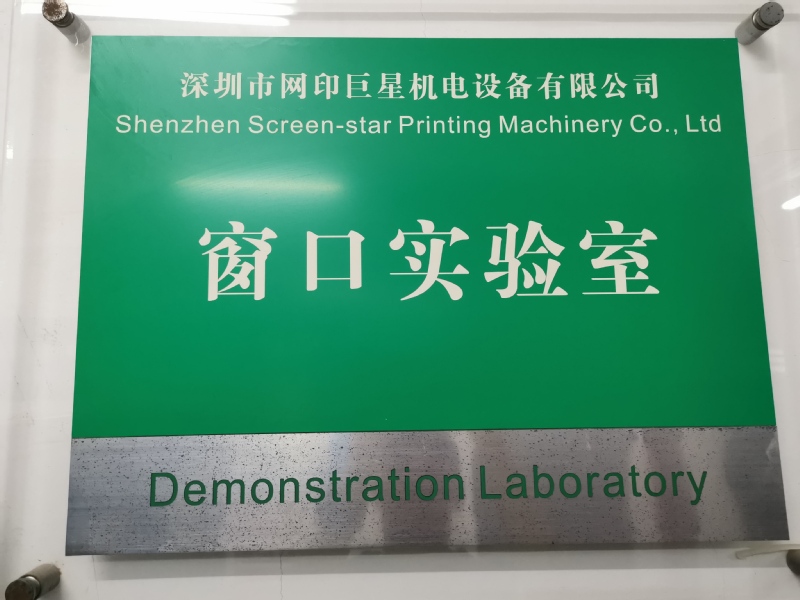 深圳市网印巨星机电设备有限公司
Shenzhen Screen-star Printing Machinery Co., Ltd
窗口实验室
Demonstration Laboratory